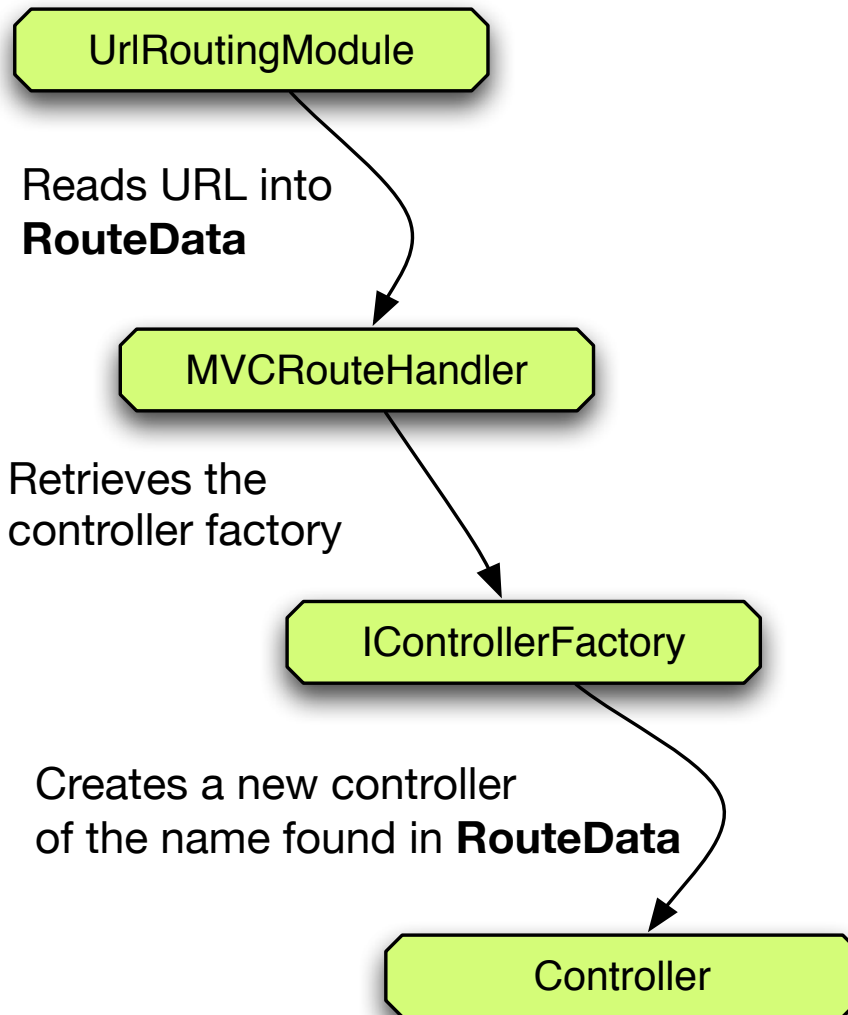 UrlRoutingModule
Reads URL into
RouteData
MVCRouteHandler
Retrieves the
controller factory
IControllerFactory
Creates a new controller
of the name found in RouteData
Controller